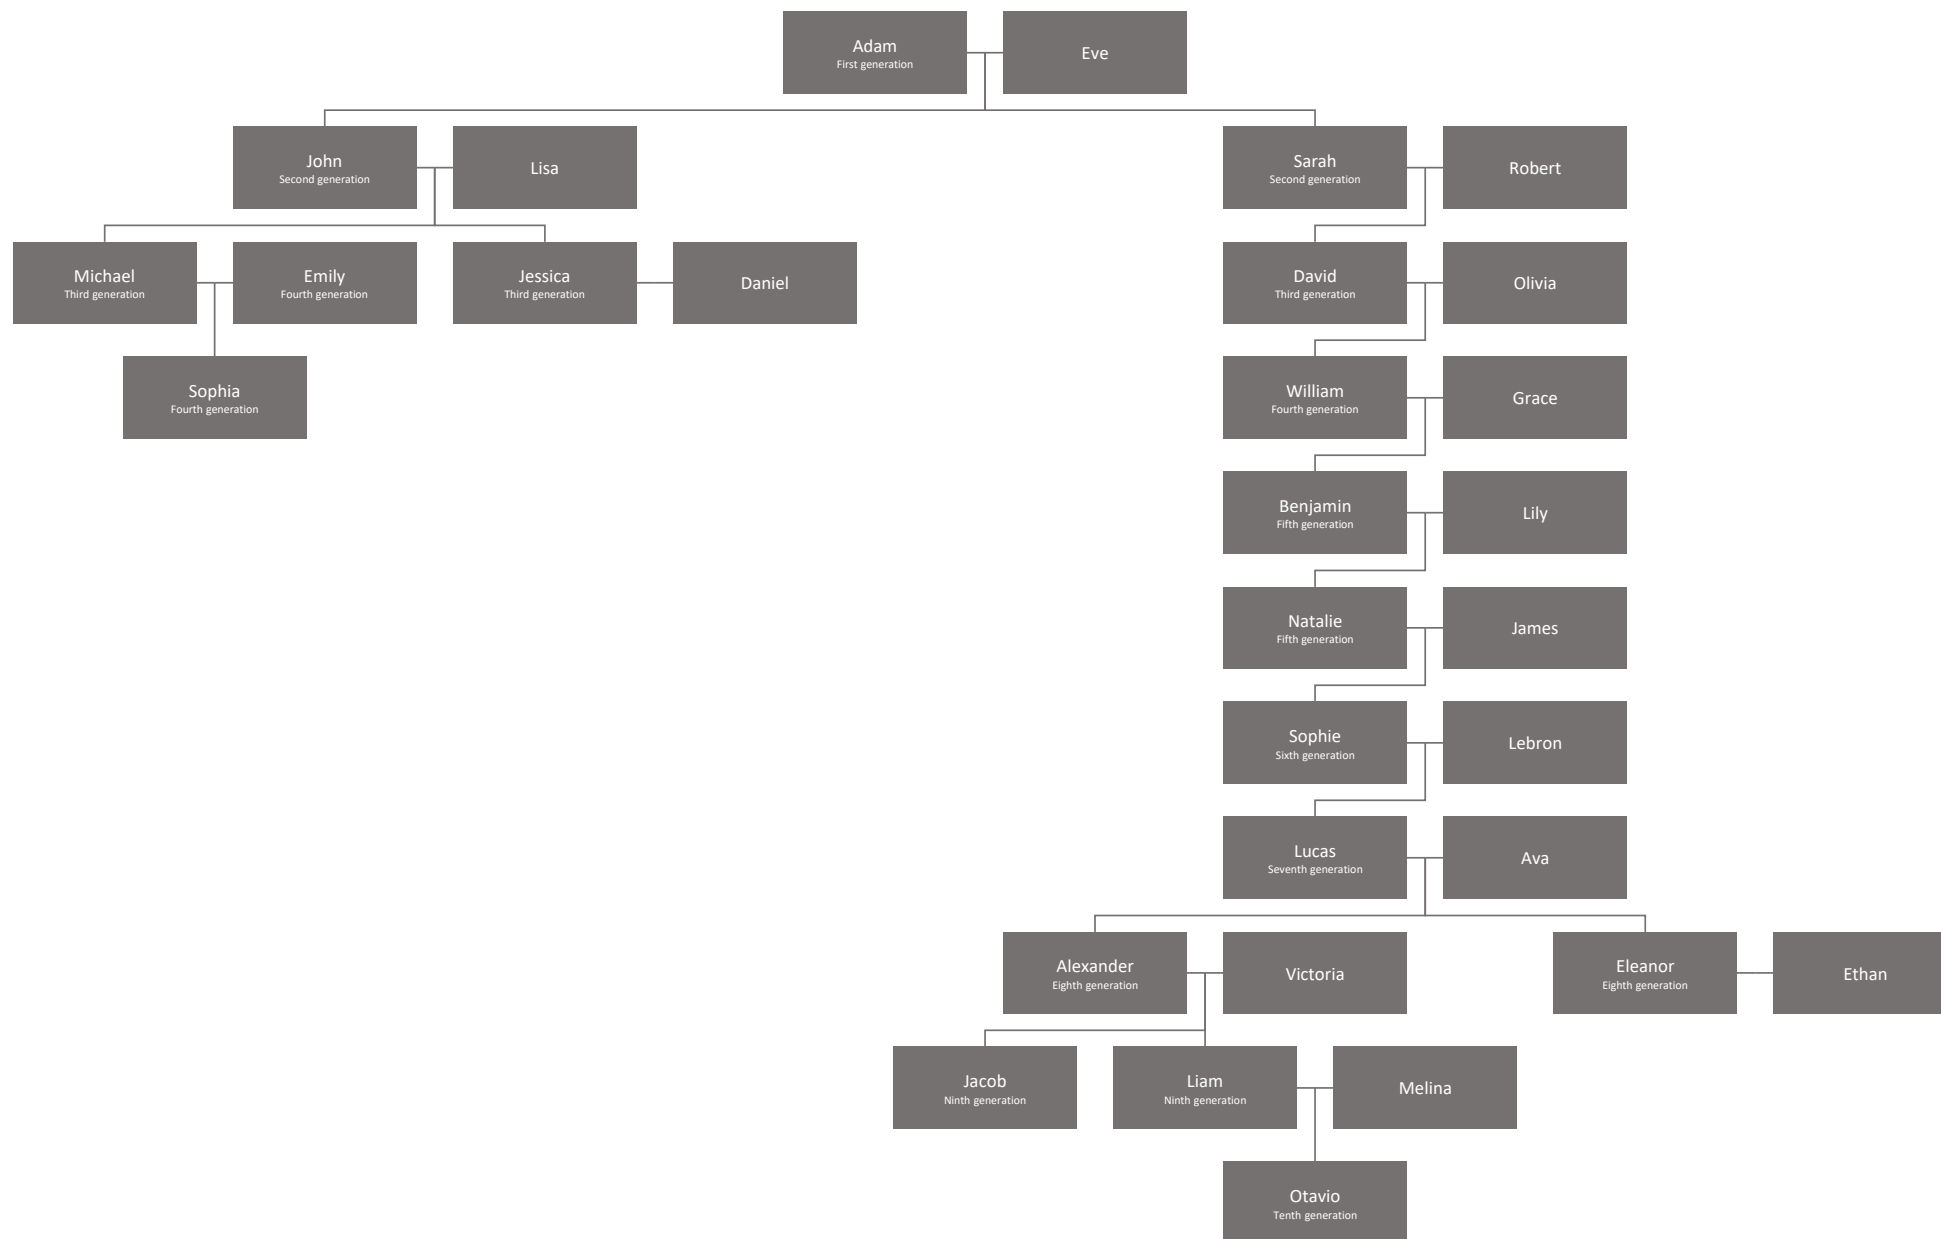 Adam
First generation
Eve
John
Second generation
Lisa
Sarah
Second generation
Robert
Michael
Third generation
Emily
Fourth generation
Jessica
Third generation
Daniel
David
Third generation
Olivia
Sophia
Fourth generation
William
Fourth generation
Grace
Benjamin
Fifth generation
Lily
Natalie
Fifth generation
James
Sophie
Sixth generation
Lebron
Lucas
Seventh generation
Ava
Alexander
Eighth generation
Victoria
Eleanor
Eighth generation
Ethan
Jacob
Ninth generation
Liam
Ninth generation
Melina
Otavio
Tenth generation